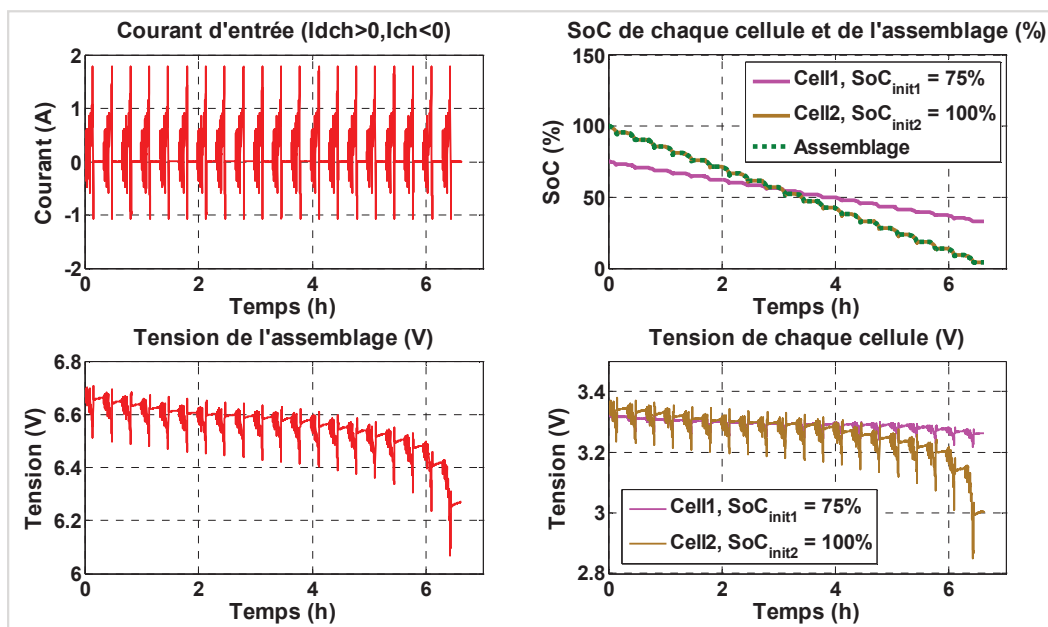 Courant d'entrée (Idch>0,Ich<0)
2
1
0
-1
-2
Courant (A)
0
2
4
6
Temps (h)
SoC de chaque cellule et de l'assemblage (%)
150
100
50
0
SoC (%)
Cell1, SoCinit1 = 75%
Cell2, SoCinit2 = 100%
Assemblage
0
2
4
6
Temps (h)
Tension de l'assemblage (V)
6.8
6.6
6.4
6.2
6
Tension (V)
0
2
4
6
Temps (h)
Tension de chaque cellule (V)
3.4
3.2
3
2.8
Tension (V)
Cell1, SoCinit1 = 75%
Cell2, SoCinit2 = 100%
0
2
4
6
Temps (h)